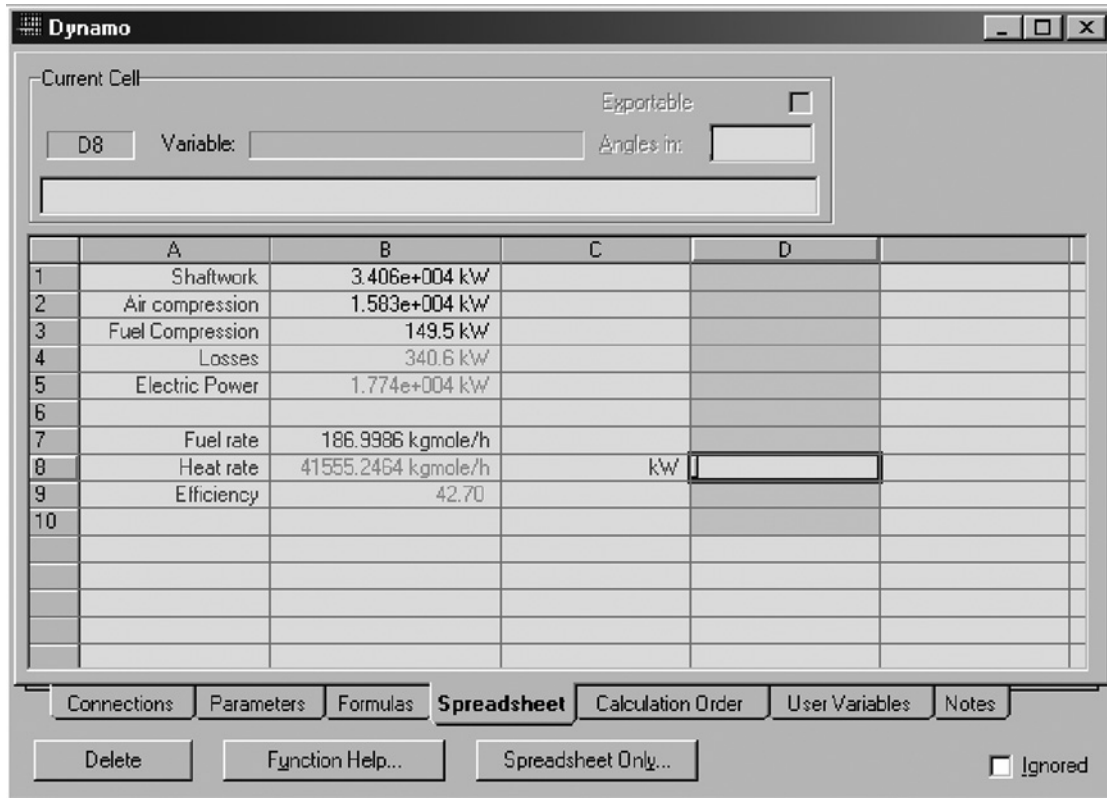 Dynamo
Current Cell
Exportable
D8 Variable: Angles in:
A B C D
1 Shaftwork 3.406e+004 kW
2 Air compression 1.583e+004 kW
3 Fuel Compression 149.5 kW
4 Losses 340.6 kW
5 Electric Power 1.774e+004 kW
6
7 Fuel rate 186.9986 kgmole/h
8 Heat rate 41555.2464 kgmole/h kW
9 Efficiency 42.70
10
Connections Parameters Formulas Spreadsheet Calculation Order User Variables Notes
Delete Function Help... Spreadsheet Only... Ignored